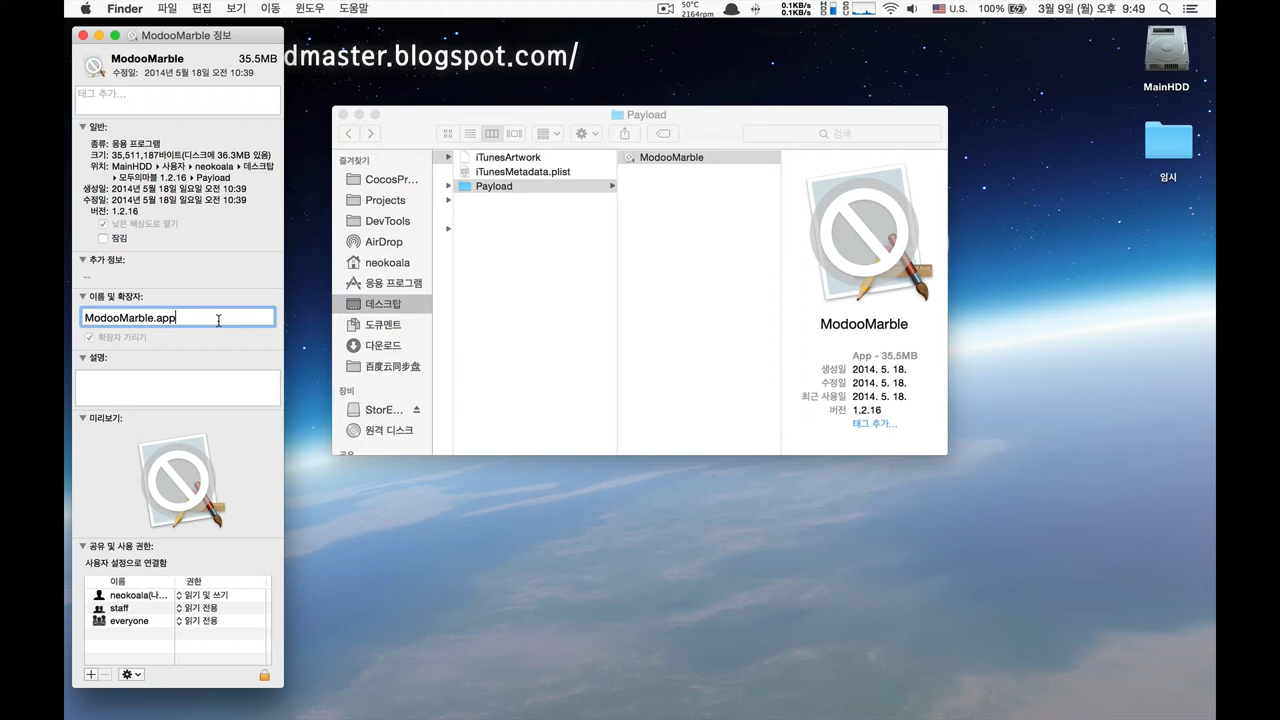 Finder 파일 편집 보기 이동 윈도우 도움말
50°C
2164rpm
0.1KB/s
0.1KB/s
U.S. 100% 3월 9일 (월) 오후 9:49
dmaster.blogspot.com/
MainHDD
임시
ModooMarble 정보
ModooMarble 35.5MB
수정일: 2014년 5월 18일 오전 10:39
태그 추가...
일반:
종류: 응용 프로그램
크기: 35,511,187바이트(디스크에 36.3MB 있음)
위치: MainHDD ▸ 사용자 ▸ neokoala ▸ 데스크탑
▸ 모두의마블 1.2.16 ▸ Payload
생성일: 2014년 5월 18일 일요일 오전 10:39
수정일: 2014년 5월 18일 일요일 오전 10:39
버전: 1.2.16
낮은 해상도로 열기
잠김
추가 정보:
--
이름 및 확장자:
ModooMarble.app
확장자 가리기
설명:
미리보기:
공유 및 사용 권한:
사용자 설정으로 연결함
이름 권한
neokoala(나... 읽기 및 쓰기
staff 읽기 전용
everyone 읽기 전용
Payload
검색
즐겨찾기
CocosPr...
Projects
DevTools
AirDrop
neokoala
응용 프로그램
데스크탑
도큐멘트
다운로드
百度云同步盘
장비
StorE...
원격 디스크
공유
iTunesArtwork
iTunesMetadata.plist
Payload
ModooMarble
ModooMarble
App - 35.5MB
생성일 2014. 5. 18.
수정일 2014. 5. 18.
최근 사용일 2014. 5. 18.
버전 1.2.16
태그 추가...